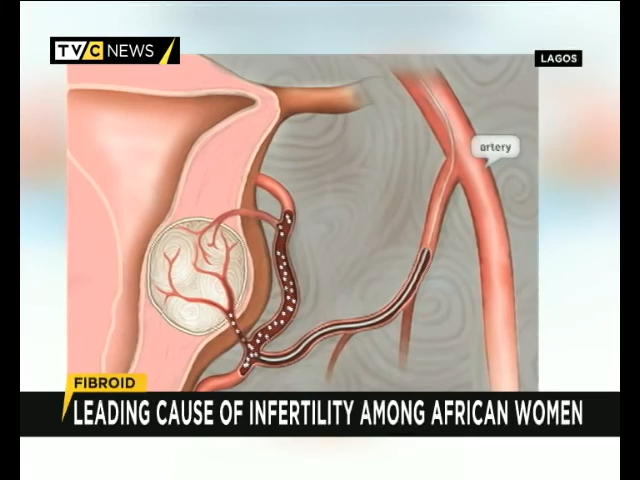 TVC NEWS
LAGOS
artery
FIBROID
LEADING CAUSE OF INFERTILITY AMONG AFRICAN WOMEN